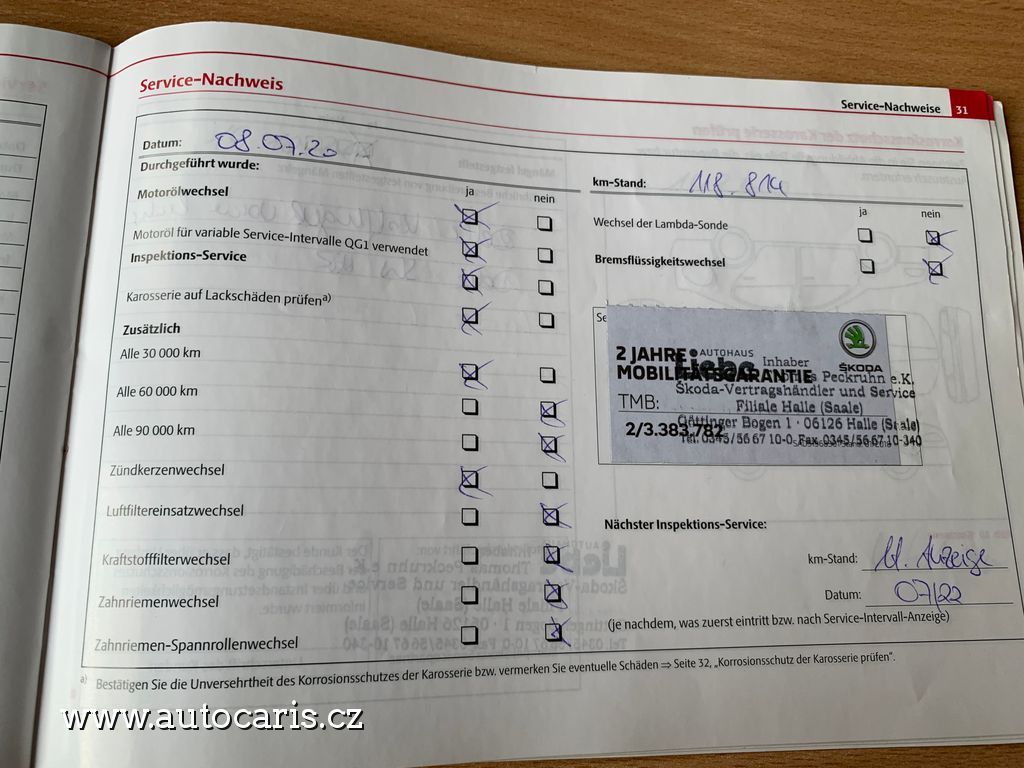 Service-Nachweis
Service-Nachweise 31
Datum: 08.07.20
Durchgeführt wurde:
ja nein
Motorölwechsel
Motoröl für variable Service-Intervalle QG1 verwendet
Inspektions-Service
Karosserie auf Lackschäden prüfen a)
Zusätzlich
Alle 30 000 km
Alle 60 000 km
Alle 90 000 km
Zündkerzenwechsel
Luftfiltereinsatzwechsel
Kraftstofffilterwechsel
Zahnriemenwechsel
Zahnriemen-Spannrollenwechsel
km-Stand: 118.814
ja nein
Wechsel der Lambda-Sonde
Bremsflüssigkeitswechsel
2 JAHRE
MOBILITÄTSGARANTIE
TMB:
2/3.383.782
ŠKODA
AUTOHAUS
Liebe Inhaber
Peckruhn e.K.
Škoda-Vertragshändler und Service
Filiale Halle (Saale)
Göttinger Bogen 1 · 06126 Halle (Saale)
Tel. 0345/56 67 10-0 Fax 0345/56 67 10-340
Nächster Inspektions-Service:
km-Stand: lt. Anzeige
Datum: 07/22
(je nachdem, was zuerst eintritt bzw. nach Service-Intervall-Anzeige)
a) Bestätigen Sie die Unversehrtheit des Korrosionsschutzes der Karosserie bzw. vermerken Sie eventuelle Schäden ⇒ Seite 32, „Korrosionsschutz der Karosserie prüfen".
www.autocaris.cz